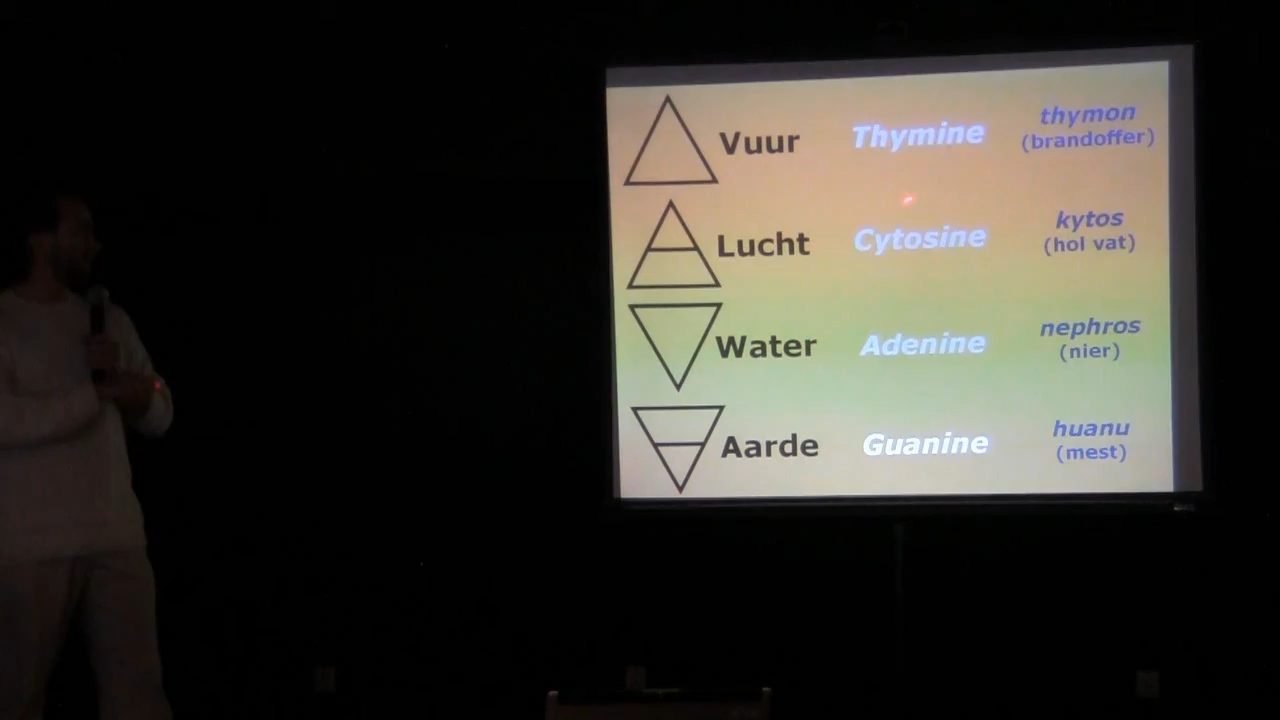 Vuur Thymine thymon
(brandoffer)
Lucht Cytosine kytos
(hol vat)
Water Adenine nephros
(nier)
Aarde Guanine huanu
(mest)